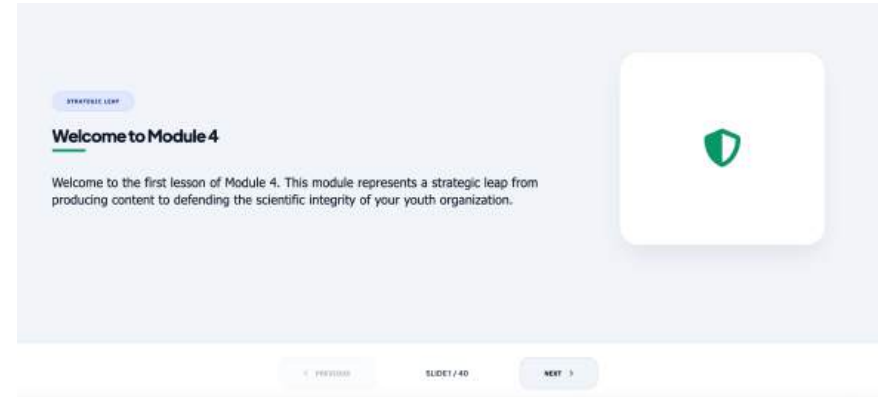 STRATEGIC LEAP
Welcome to Module 4
Welcome to the first lesson of Module 4. This module represents a strategic leap from
producing content to defending the scientific integrity of your youth organization.
< PREVIOUS
SLIDE 1 / 40
NEXT >